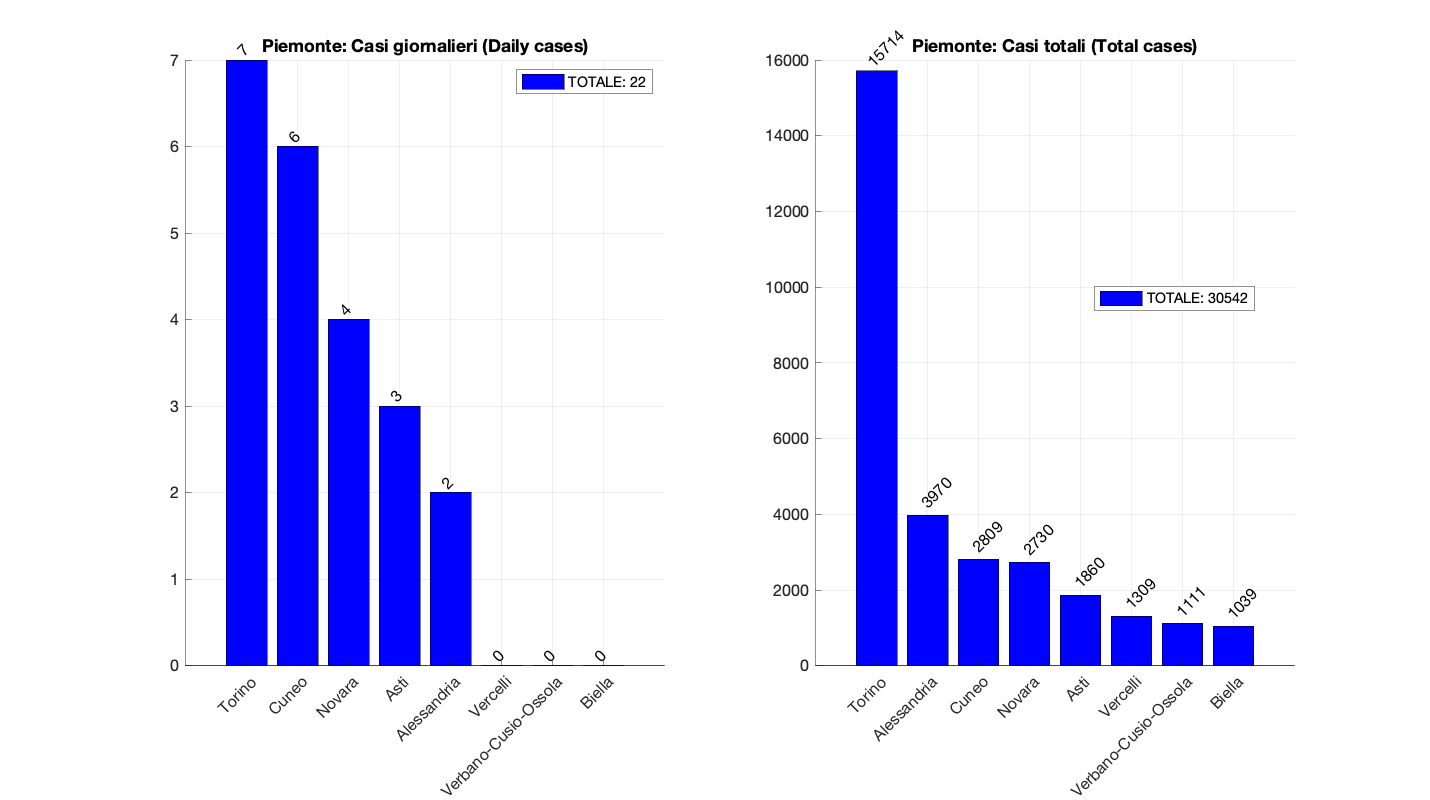 Piemonte: Casi giornalieri (Daily cases)
TOTALE: 22
7
6
5
4
3
2
1
0
7
6
4
3
2
0
0
0
Torino
Cuneo
Novara
Asti
Alessandria
Vercelli
Verbano-Cusio-Ossola
Biella
Piemonte: Casi totali (Total cases)
TOTALE: 30542
16000
14000
12000
10000
8000
6000
4000
2000
0
15714
3970
2809
2730
1860
1309
1111
1039
Torino
Alessandria
Cuneo
Novara
Asti
Vercelli
Verbano-Cusio-Ossola
Biella